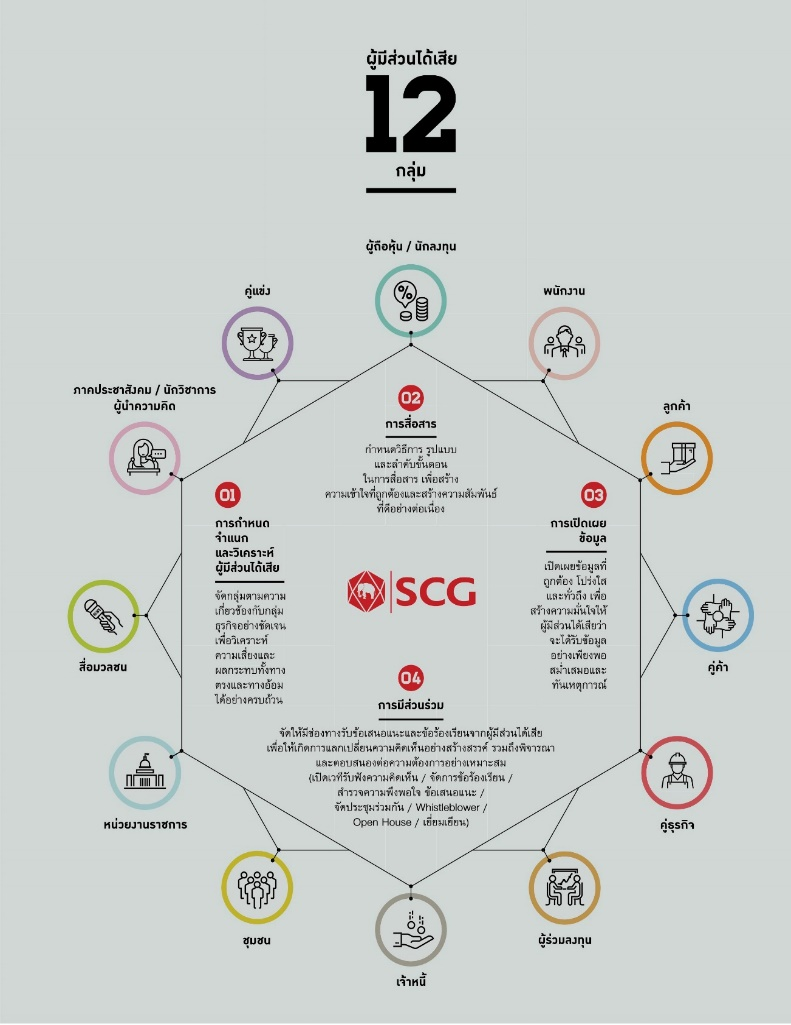 ผู้มีส่วนได้เสีย
12
กลุ่ม
ผู้ถือหุ้น / นักลงทุน
คู่แข่ง
พนักงาน
ภาคประชาสังคม / นักวิชาการ
ผู้นำความคิด
ลูกค้า
02
การสื่อสาร
กำหนดวิธีการ รูปแบบ
และลำดับขั้นตอน
ในการสื่อสาร เพื่อสร้าง
ความเข้าใจที่ถูกต้องและสร้างความสัมพันธ์
ที่ดีอย่างต่อเนื่อง
01
การกำหนด
จำแนก
และวิเคราะห์
ผู้มีส่วนได้เสีย
จัดกลุ่มตามความ
เกี่ยวข้องกับกลุ่ม
ธุรกิจอย่างชัดเจน
เพื่อวิเคราะห์
ความเสี่ยงและ
ผลกระทบทั้งทาง
ตรงและทางอ้อม
ได้อย่างครบถ้วน
03
การเปิดเผย
ข้อมูล
เปิดเผยข้อมูลที่
ถูกต้อง โปร่งใส
และทั่วถึง เพื่อ
สร้างความมั่นใจให้
ผู้มีส่วนได้เสียว่า
จะได้รับข้อมูล
อย่างเพียงพอ
สม่ำเสมอและ
ทันเหตุการณ์
SCG
สื่อมวลชน
คู่ค้า
04
การมีส่วนร่วม
จัดให้มีช่องทางรับข้อเสนอแนะและข้อร้องเรียนจากผู้มีส่วนได้เสีย
เพื่อให้เกิดการแลกเปลี่ยนความคิดเห็นอย่างสร้างสรรค์ รวมถึงพิจารณา
และตอบสนองต่อความต้องการอย่างเหมาะสม
(เปิดเวทีรับฟังความคิดเห็น / จัดการข้อร้องเรียน /
สำรวจความพึงพอใจ ข้อเสนอแนะ /
จัดประชุมร่วมกัน / Whistleblower /
Open House / เยี่ยมเยียน)
หน่วยงานราชการ
คู่ธุรกิจ
ชุมชน
ผู้ร่วมลงทุน
เจ้าหนี้